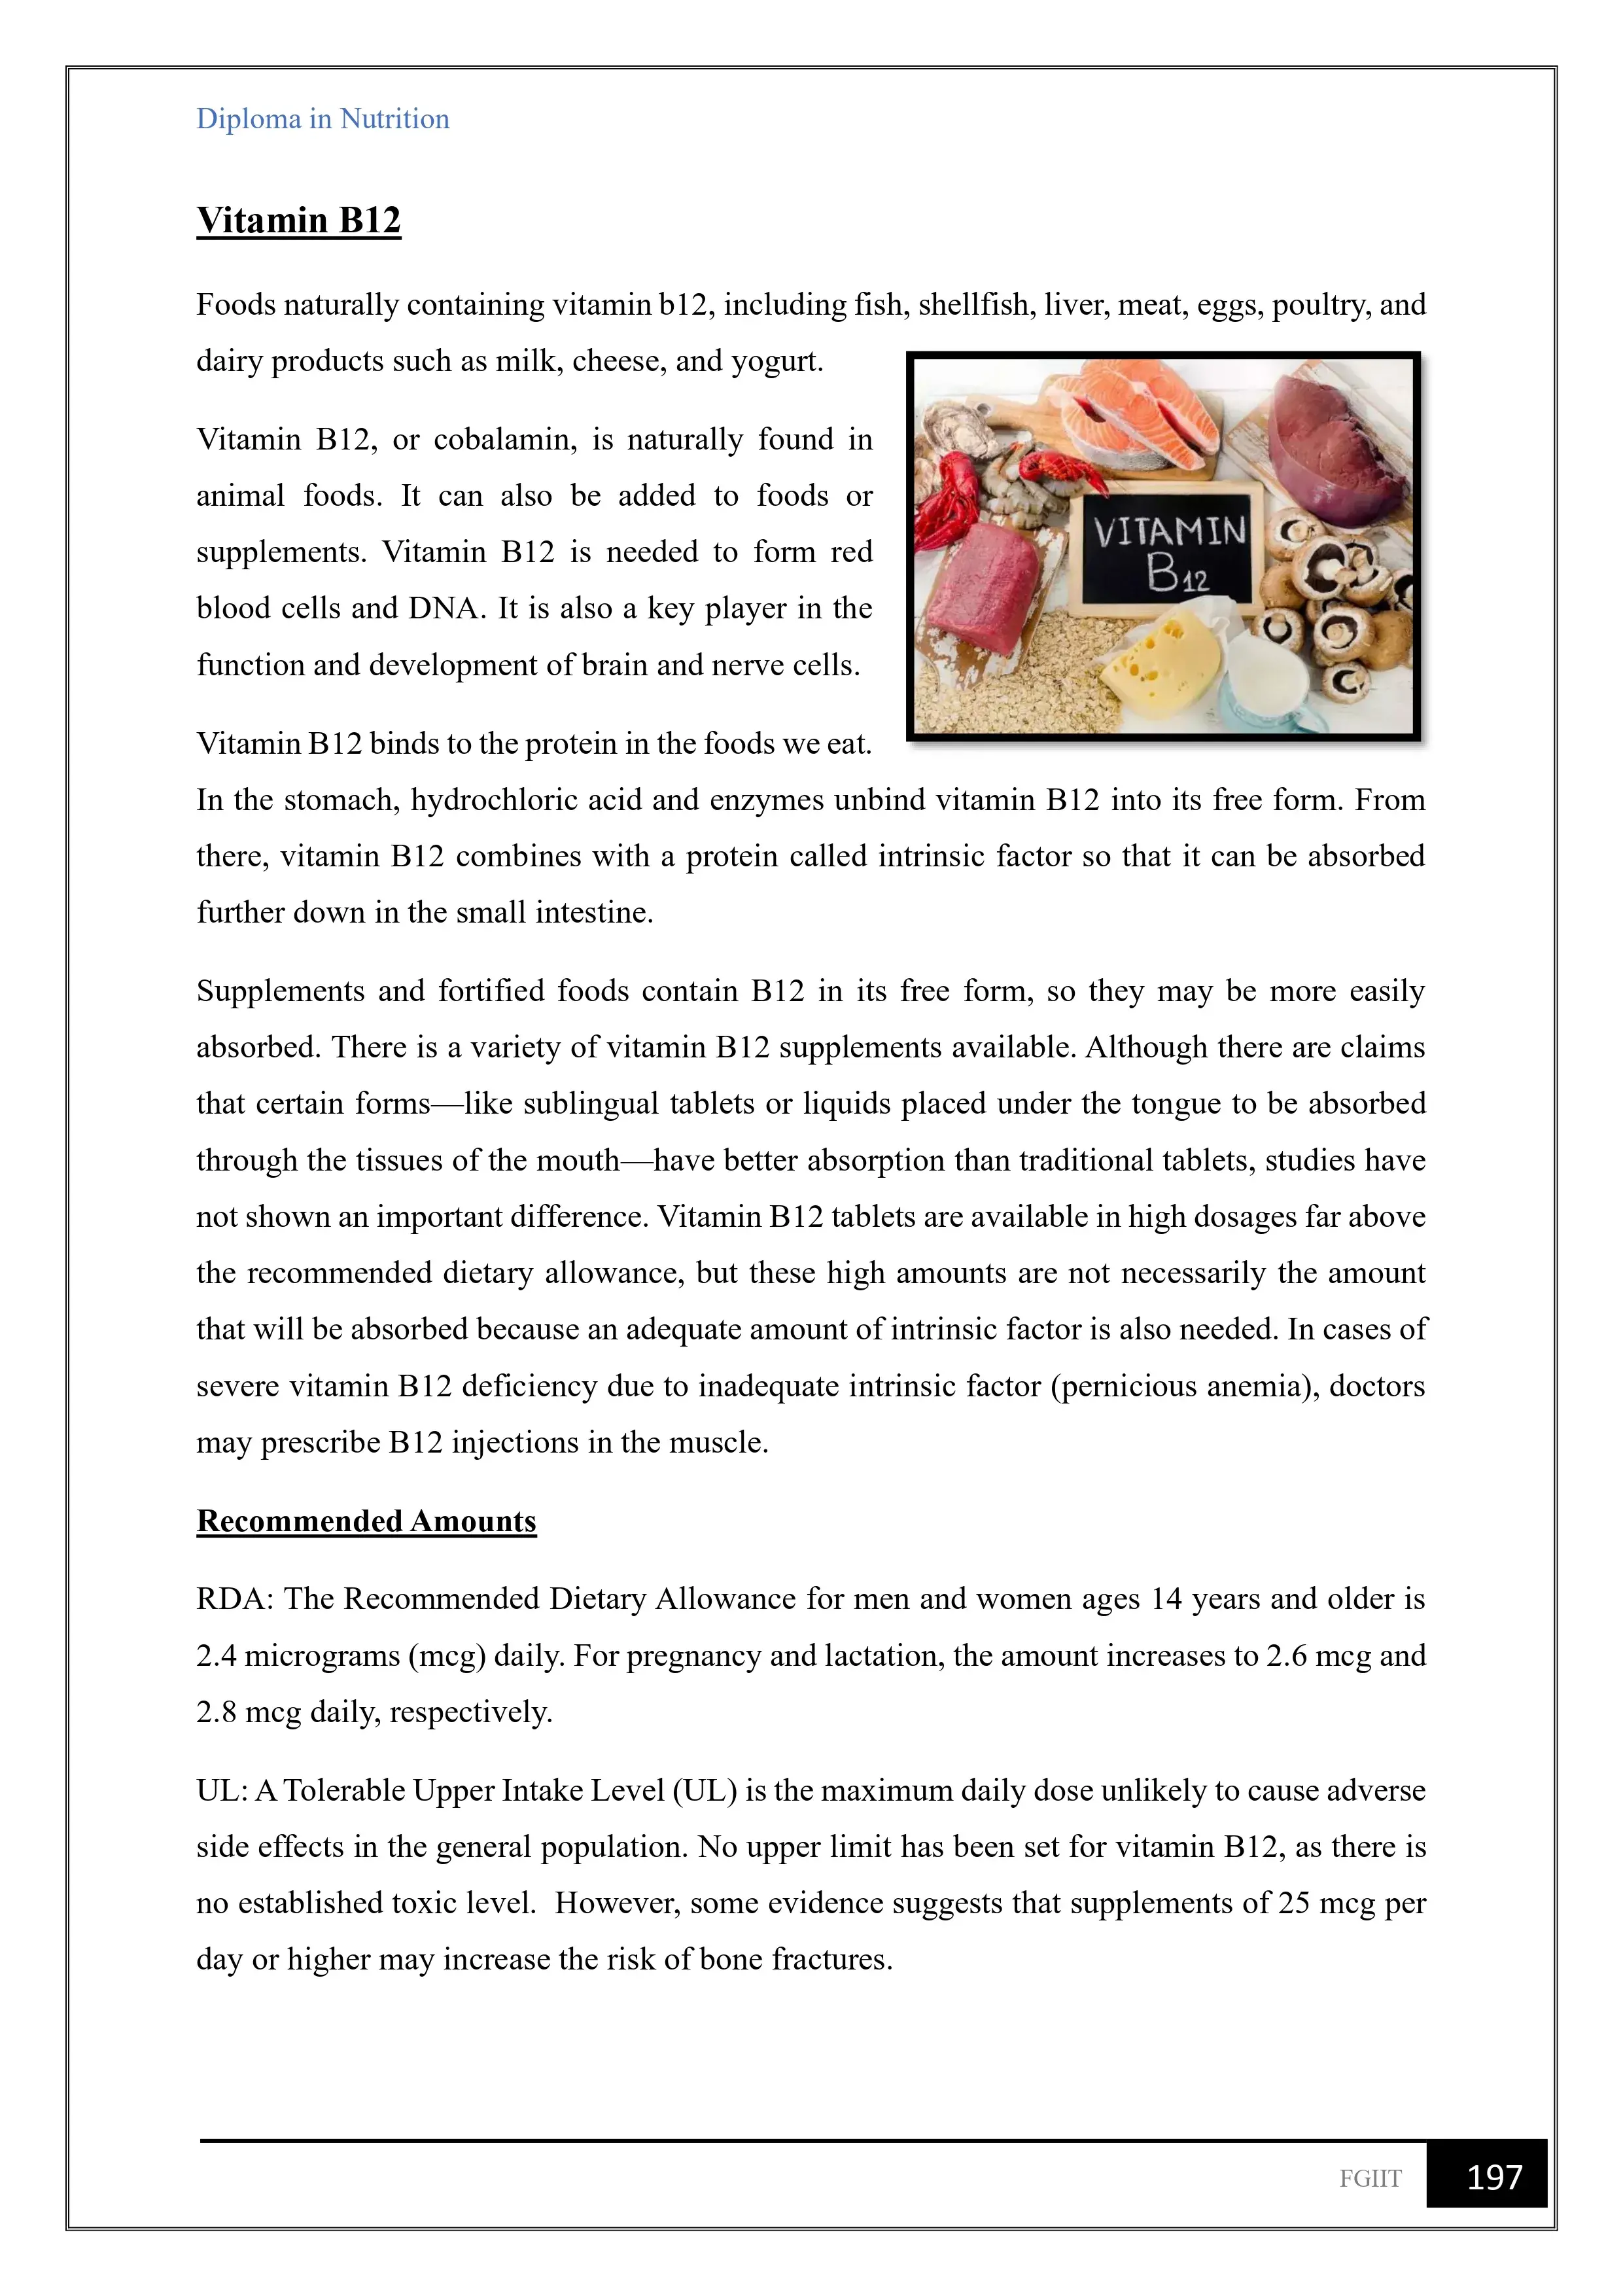 Diploma in Nutrition
Vitamin B12
Foods naturally containing vitamin b12, including fish, shellfish, liver, meat, eggs, poultry, and
dairy products such as milk, cheese, and yogurt.
Vitamin B12, or cobalamin, is naturally found in
animal foods. It can also be added to foods or
supplements. Vitamin B12 is needed to form red
blood cells and DNA. It is also a key player in the
function and development of brain and nerve cells.
VITAMIN
B12
Vitamin B12 binds to the protein in the foods we eat.
In the stomach, hydrochloric acid and enzymes unbind vitamin B12 into its free form. From
there, vitamin B12 combines with a protein called intrinsic factor so that it can be absorbed
further down in the small intestine.
Supplements and fortified foods contain B12 in its free form, so they may be more easily
absorbed. There is a variety of vitamin B12 supplements available. Although there are claims
that certain forms—like sublingual tablets or liquids placed under the tongue to be absorbed
through the tissues of the mouth—have better absorption than traditional tablets, studies have
not shown an important difference. Vitamin B12 tablets are available in high dosages far above
the recommended dietary allowance, but these high amounts are not necessarily the amount
that will be absorbed because an adequate amount of intrinsic factor is also needed. In cases of
severe vitamin B12 deficiency due to inadequate intrinsic factor (pernicious anemia), doctors
may prescribe B12 injections in the muscle.
Recommended Amounts
RDA: The Recommended Dietary Allowance for men and women ages 14 years and older is
2.4 micrograms (mcg) daily. For pregnancy and lactation, the amount increases to 2.6 mcg and
2.8 mcg daily, respectively.
UL: A Tolerable Upper Intake Level (UL) is the maximum daily dose unlikely to cause adverse
side effects in the general population. No upper limit has been set for vitamin B12, as there is
no established toxic level.  However, some evidence suggests that supplements of 25 mcg per
day or higher may increase the risk of bone fractures.
FGIIT
197